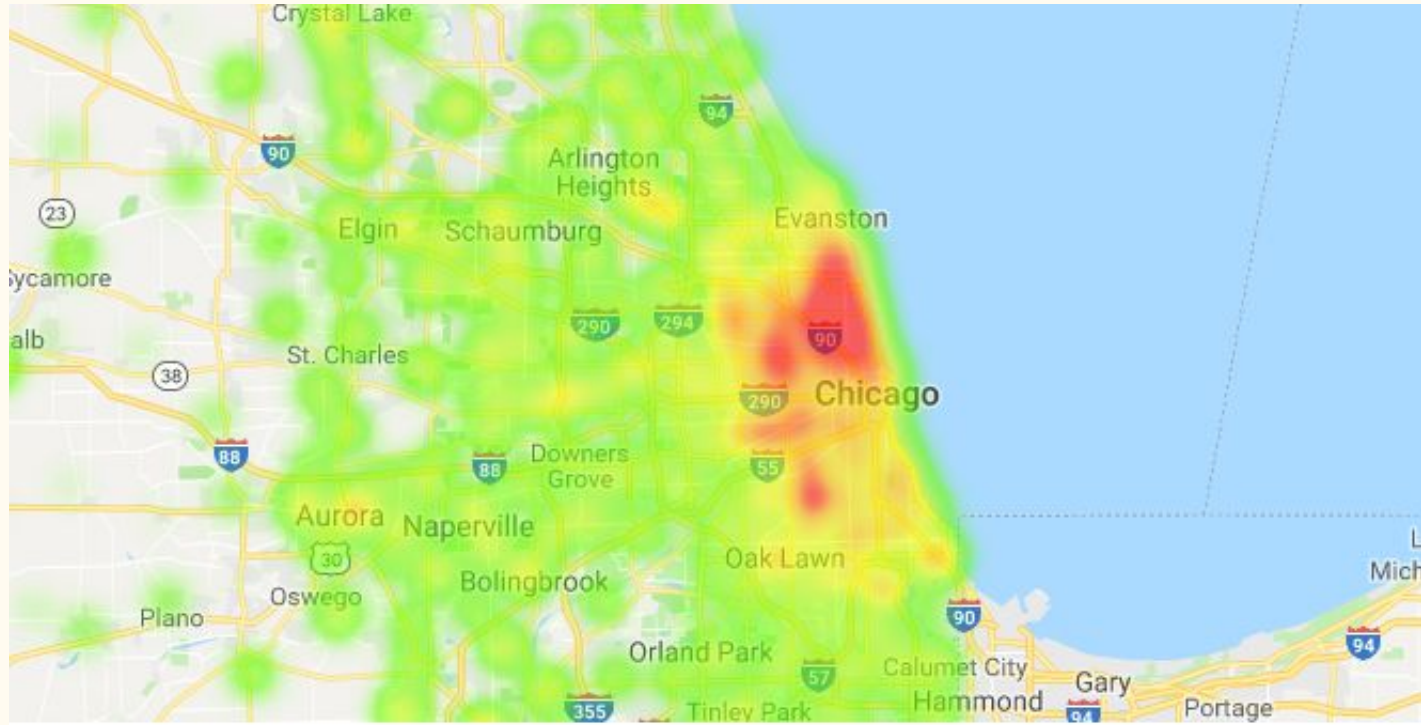 Crystal Lake
94
90
Arlington
Heights
23
Evanston
Elgin
Schaumburg
Sycamore
290
294
90
alb
St. Charles
38
Chicago
290
88
88
Downers
Grove
55
Aurora
Naperville
30
Oak Lawn
L
Mich
Bolingbrook
Oswego
Plano
90
94
Orland Park
57
Calumet City
Gary
Hammond
94
Portage
355
Tinley Park